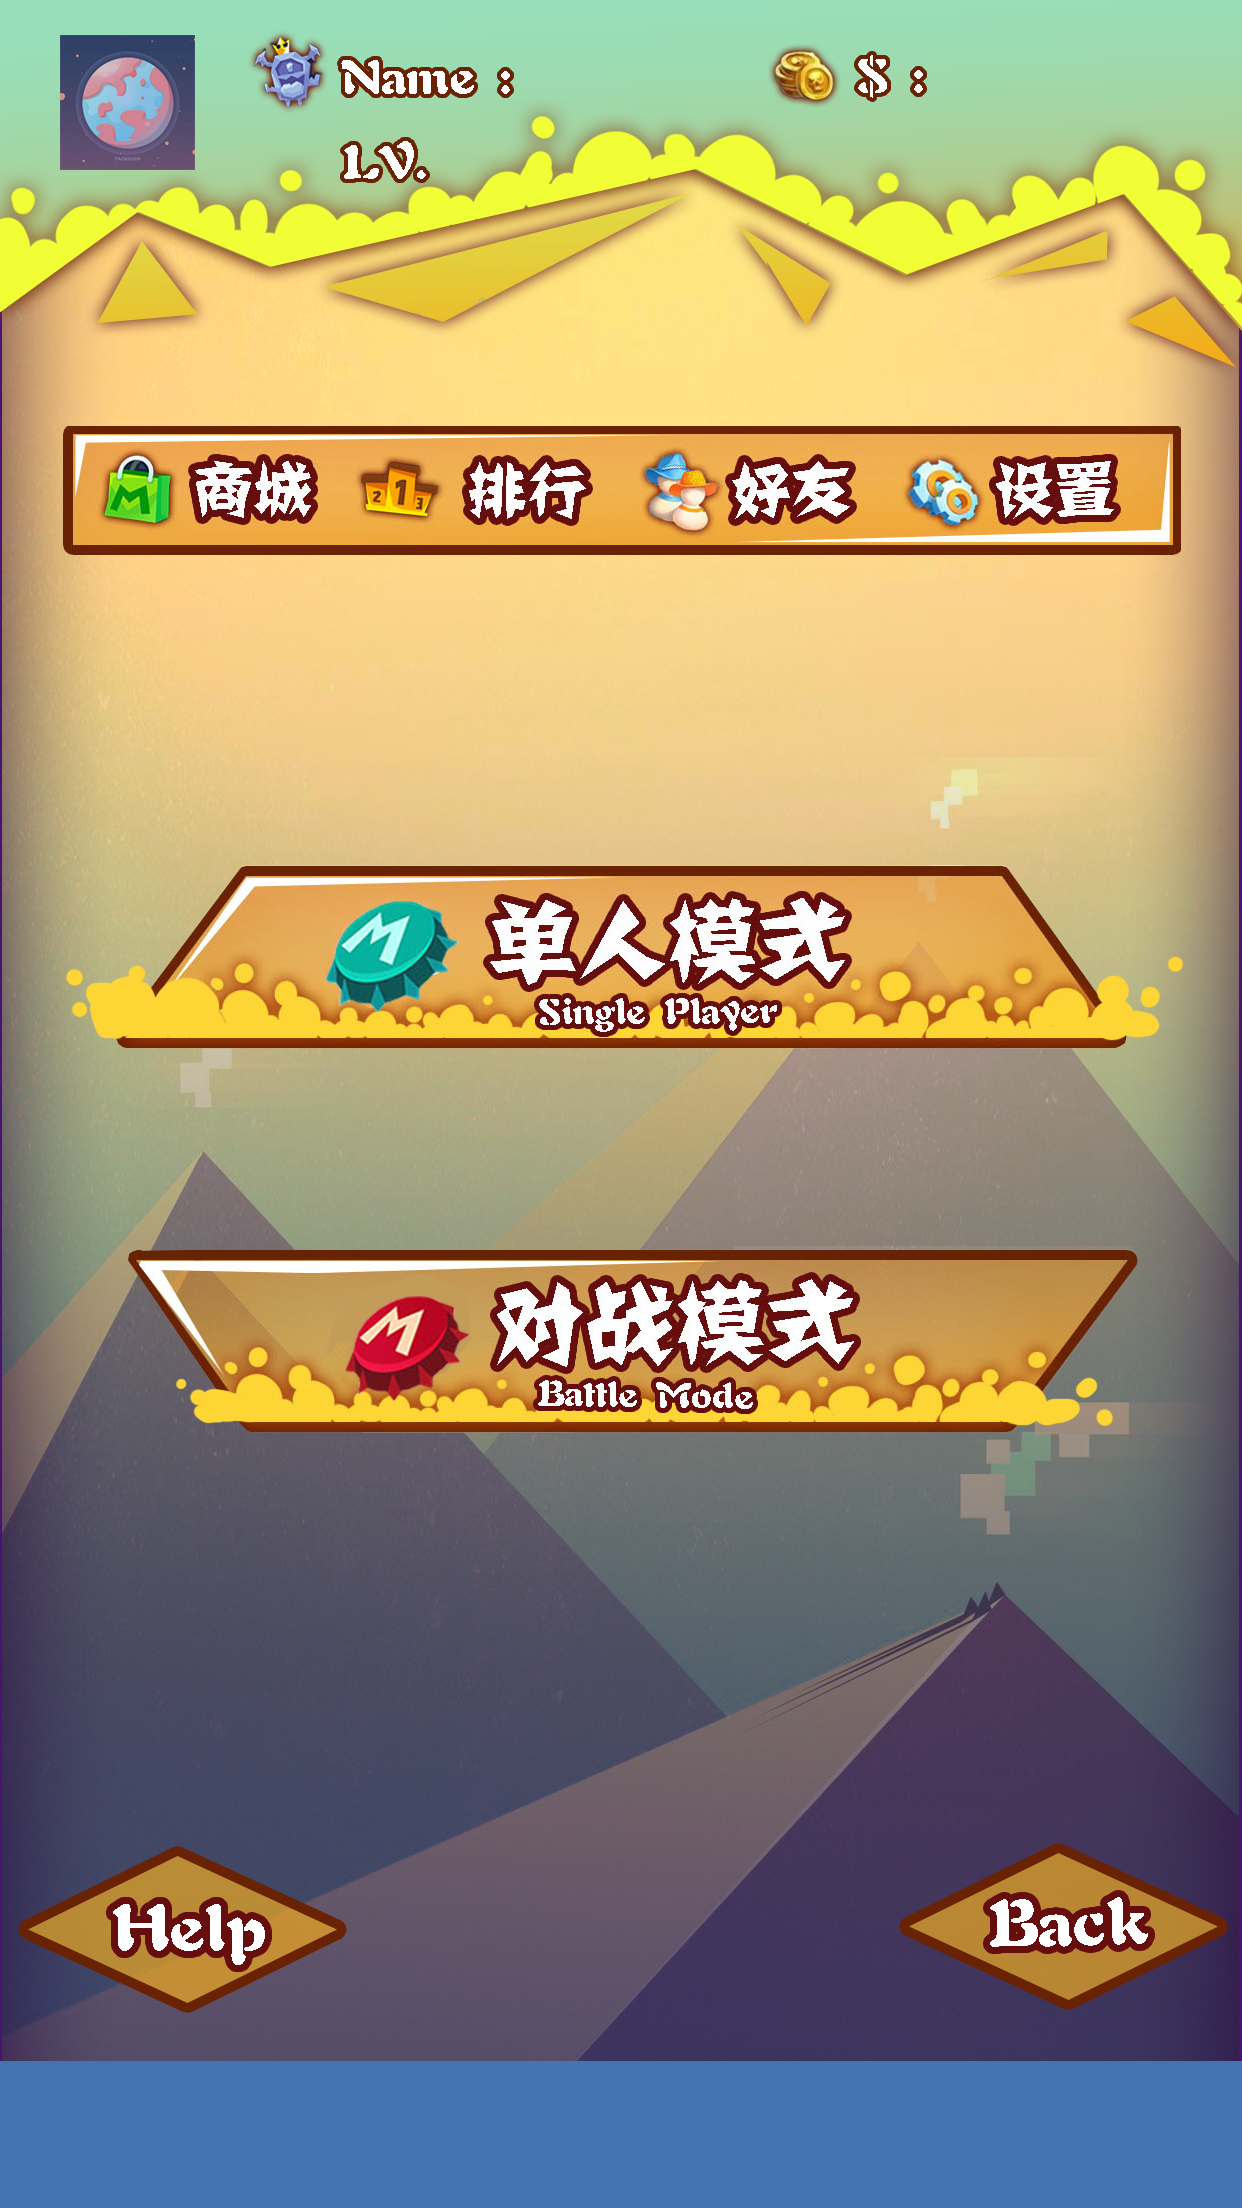 Name :
$ :
LV.
商城 排行 好友 设置
单人模式
Single Player
对战模式
Battle Mode
Help
Back